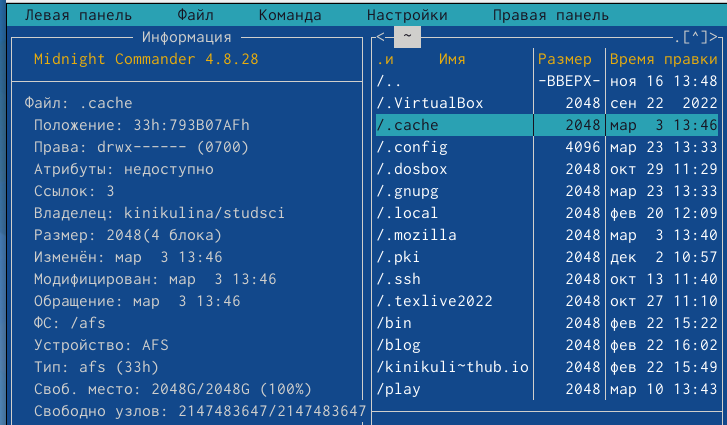 Левая панель Файл Команда Настройки Правая панель
Информация
Midnight Commander 4.8.28
Файл: .cache
Положение: 33h:793B07AFh
Права: drwx------ (0700)
Атрибуты: недоступно
Ссылок: 3
Владелец: kinikulina/studsci
Размер: 2048(4 блока)
Изменён: мар  3 13:46
Модифицирован: мар  3 13:46
Обращение: мар  3 13:46
ФС: /afs
Устройство: AFS
Тип: afs (33h)
Своб. место: 2048G/2048G (100%)
Свободно узлов: 2147483647/2147483647
<─ ~ .[^]>
.и Имя Размер Время правки
/.. -ВВЕРХ- ноя 16 13:48
/.VirtualBox 2048 сен 22  2022
/.cache 2048 мар  3 13:46
/.config 4096 мар 23 13:33
/.dosbox 2048 окт 29 11:29
/.gnupg 2048 мар 23 13:33
/.local 2048 фев 20 12:09
/.mozilla 2048 мар  3 13:40
/.pki 2048 дек  2 10:57
/.ssh 2048 окт 13 11:40
/.texlive2022 2048 окт 27 11:10
/bin 2048 фев 22 15:22
/blog 2048 фев 22 16:02
/kinikuli~thub.io 2048 фев 22 15:49
/play 2048 мар 10 13:43